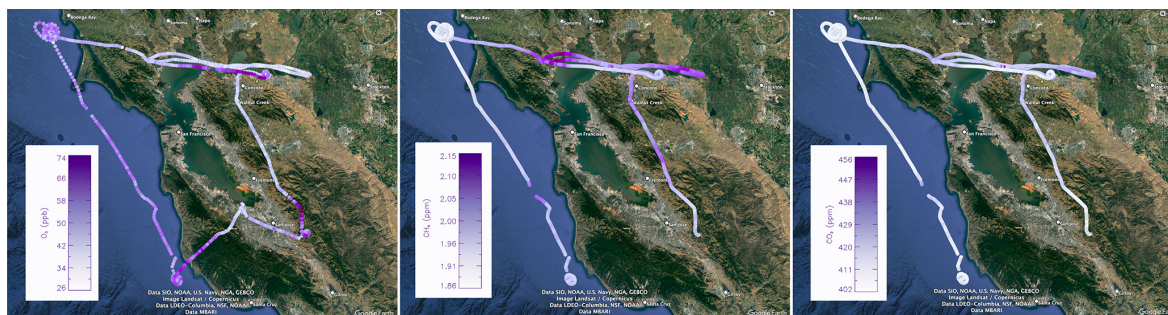 Bodega Bay
Sonoma
Napa
Concord
Stockton
Walnut Creek
San Francisco
Fremont
San Jose
Gilroy
Santa Cruz
74
66
58
50
42
34
26
O₃ (ppb)
Data SIO, NOAA, U.S. Navy, NGA, GEBCO
Image Landsat / Copernicus
Data LDEO-Columbia, NSF, NOAA
Data MBARI
Google Earth
Bodega Bay
Sonoma
Napa
Concord
Stockton
Walnut Creek
San Francisco
Fremont
San Jose
Gilroy
Santa Cruz
2.15
2.10
2.05
2.00
1.96
1.91
1.86
CH₄ (ppm)
Data SIO, NOAA, U.S. Navy, NGA, GEBCO
Image Landsat / Copernicus
Data LDEO-Columbia, NSF, NOAA
Data MBARI
Google Earth
Bodega Bay
Sonoma
Napa
Concord
Stockton
Walnut Creek
San Francisco
Fremont
San Jose
Gilroy
Santa Cruz
456
438
429
420
411
402
CO₂ (ppm)
Data SIO, NOAA, U.S. Navy, NGA, GEBCO
Image Landsat / Copernicus
Data LDEO-Columbia, NSF, NOAA
Data MBARI
Google Earth